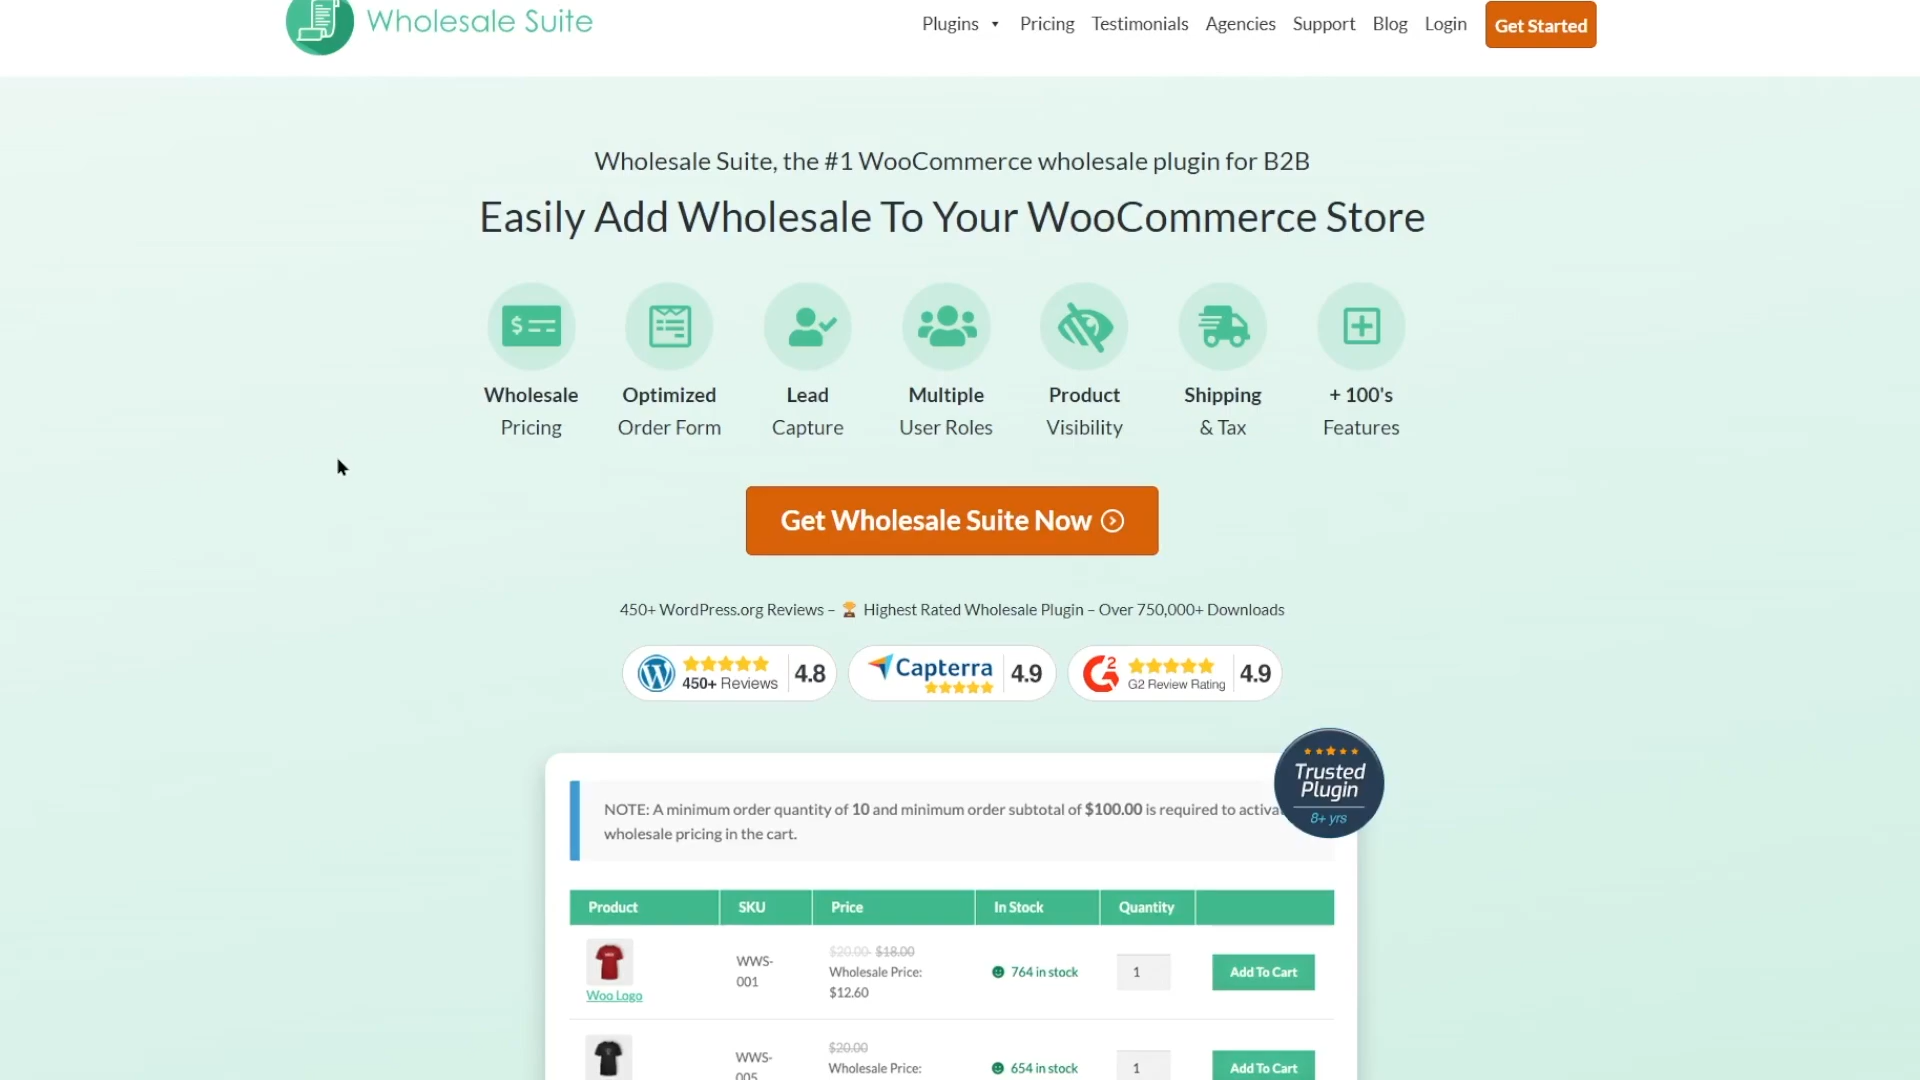 Wholesale Suite
Plugins Pricing Testimonials Agencies Support Blog Login Get Started
Wholesale Suite, the #1 WooCommerce wholesale plugin for B2B
Easily Add Wholesale To Your WooCommerce Store
$
Wholesale Pricing
Optimized Order Form
Lead Capture
Multiple User Roles
Product Visibility
Shipping & Tax
+ 100's Features
Get Wholesale Suite Now
450+ WordPress.org Reviews – 🏆 Highest Rated Wholesale Plugin – Over 750,000+ Downloads
450+ Reviews 4.8
Capterra 4.9
G2 Review Rating 4.9
Trusted
Plugin
8+ yrs
NOTE: A minimum order quantity of 10 and minimum order subtotal of $100.00 is required to
wholesale pricing in the cart.
Product SKU Price In Stock Quantity
Woo Logo
WWS-
001
$20.00 $18.00
Wholesale Price:
$12.60
764 in stock
1
Add To Cart
WWS-
005
$20.00
Wholesale Price:
654 in stock
1
Add To Cart